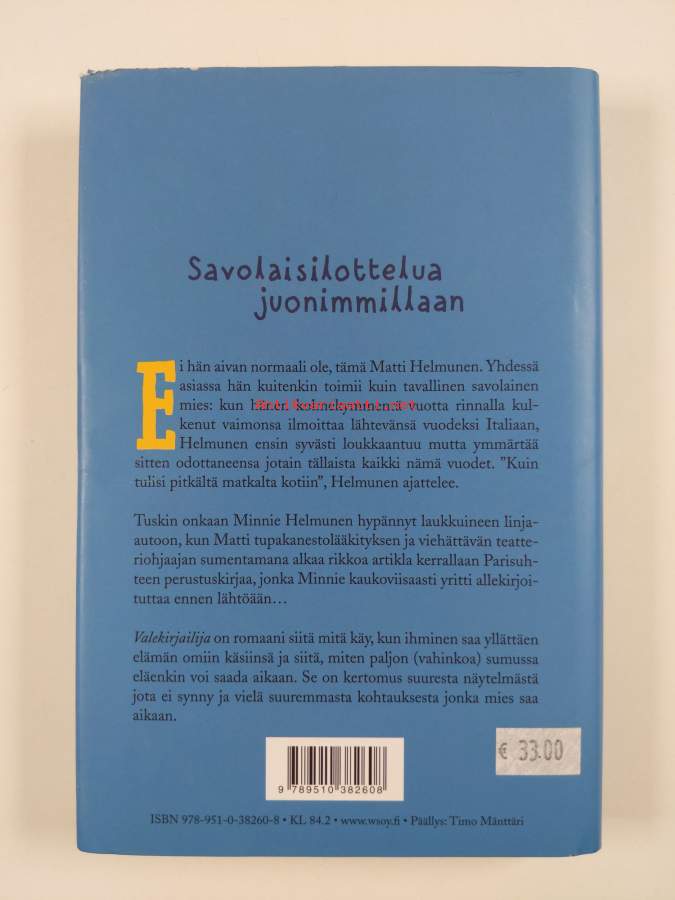 Savolaisilottelua
juonimmillaan
Ei hän aivan normaali ole, tämä Matti Helmunen. Yhdessä
asiassa hän kuitenkin toimii kuin tavallinen savolainen
mies: kun hänen kolmekymmentä vuotta rinnalla kul-
antikvariaatti.net
kenut vaimonsa ilmoittaa lähtevänsä vuodeksi Italiaan,
Helmunen ensin syvästi loukkaantuu mutta ymmärtää
sitten odottaneensa jotain tällaista kaikki nämä vuodet. ”Kuin
tulisi pitkältä matkalta kotiin”, Helmunen ajattelee.
Tuskin onkaan Minnie Helmunen hypännyt laukkuineen linja-
autoon, kun Matti tupakanestolääkityksen ja viehättävän teatte-
riohjaajan sumentamana alkaa rikkoa artikla kerrallaan Parisuh-
teen perustuskirjaa, jonka Minnie kaukoviisaasti yritti allekirjoi-
tuttaa ennen lähtöään…
Valekirjailija on romaani siitä mitä käy, kun ihminen saa yllättäen
elämän omiin käsiinsä ja siitä, miten paljon (vahinkoa) sumussa
eläenkin voi saada aikaan. Se on kertomus suuresta näytelmästä
jota ei synny ja vielä suuremmasta kohtauksesta jonka mies saa
aikaan.
€ 33.00
9 789510 382608
ISBN 978-951-0-38260-8 • KL 84.2 • www.wsoy.fi • Päällys: Timo Mänttäri